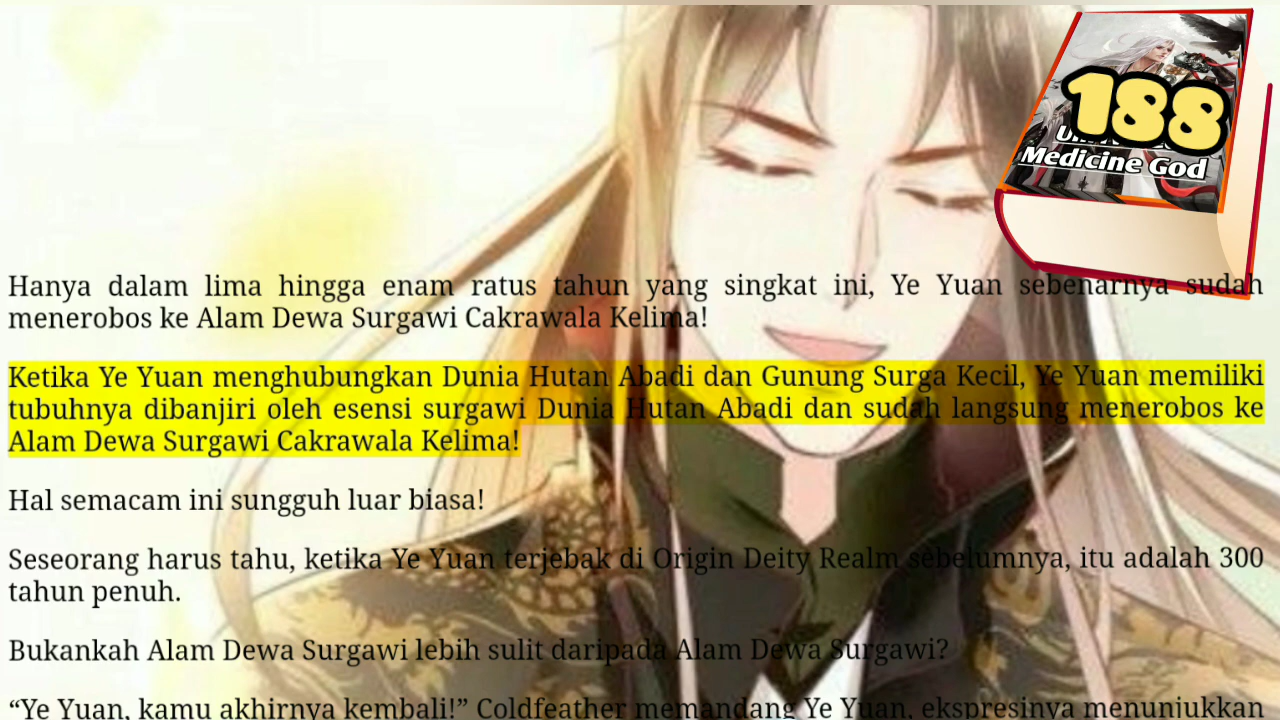 188
Medicine God
Hanya dalam lima hingga enam ratus tahun yang singkat ini, Ye Yuan sebenarnya sudah
menerobos ke Alam Dewa Surgawi Cakrawala Kelima!
Ketika Ye Yuan menghubungkan Dunia Hutan Abadi dan Gunung Surga Kecil, Ye Yuan memiliki
tubuhnya dibanjiri oleh esensi surgawi Dunia Hutan Abadi dan sudah langsung menerobos ke
Alam Dewa Surgawi Cakrawala Kelima!
Hal semacam ini sungguh luar biasa!
Seseorang harus tahu, ketika Ye Yuan terjebak di Origin Deity Realm sebelumnya, itu adalah 300
tahun penuh.
Bukankah Alam Dewa Surgawi lebih sulit daripada Alam Dewa Surgawi?
“Ye Yuan, kamu akhirnya kembali!” Coldfeather memandang Ye Yuan, ekspresinya menunjukkan